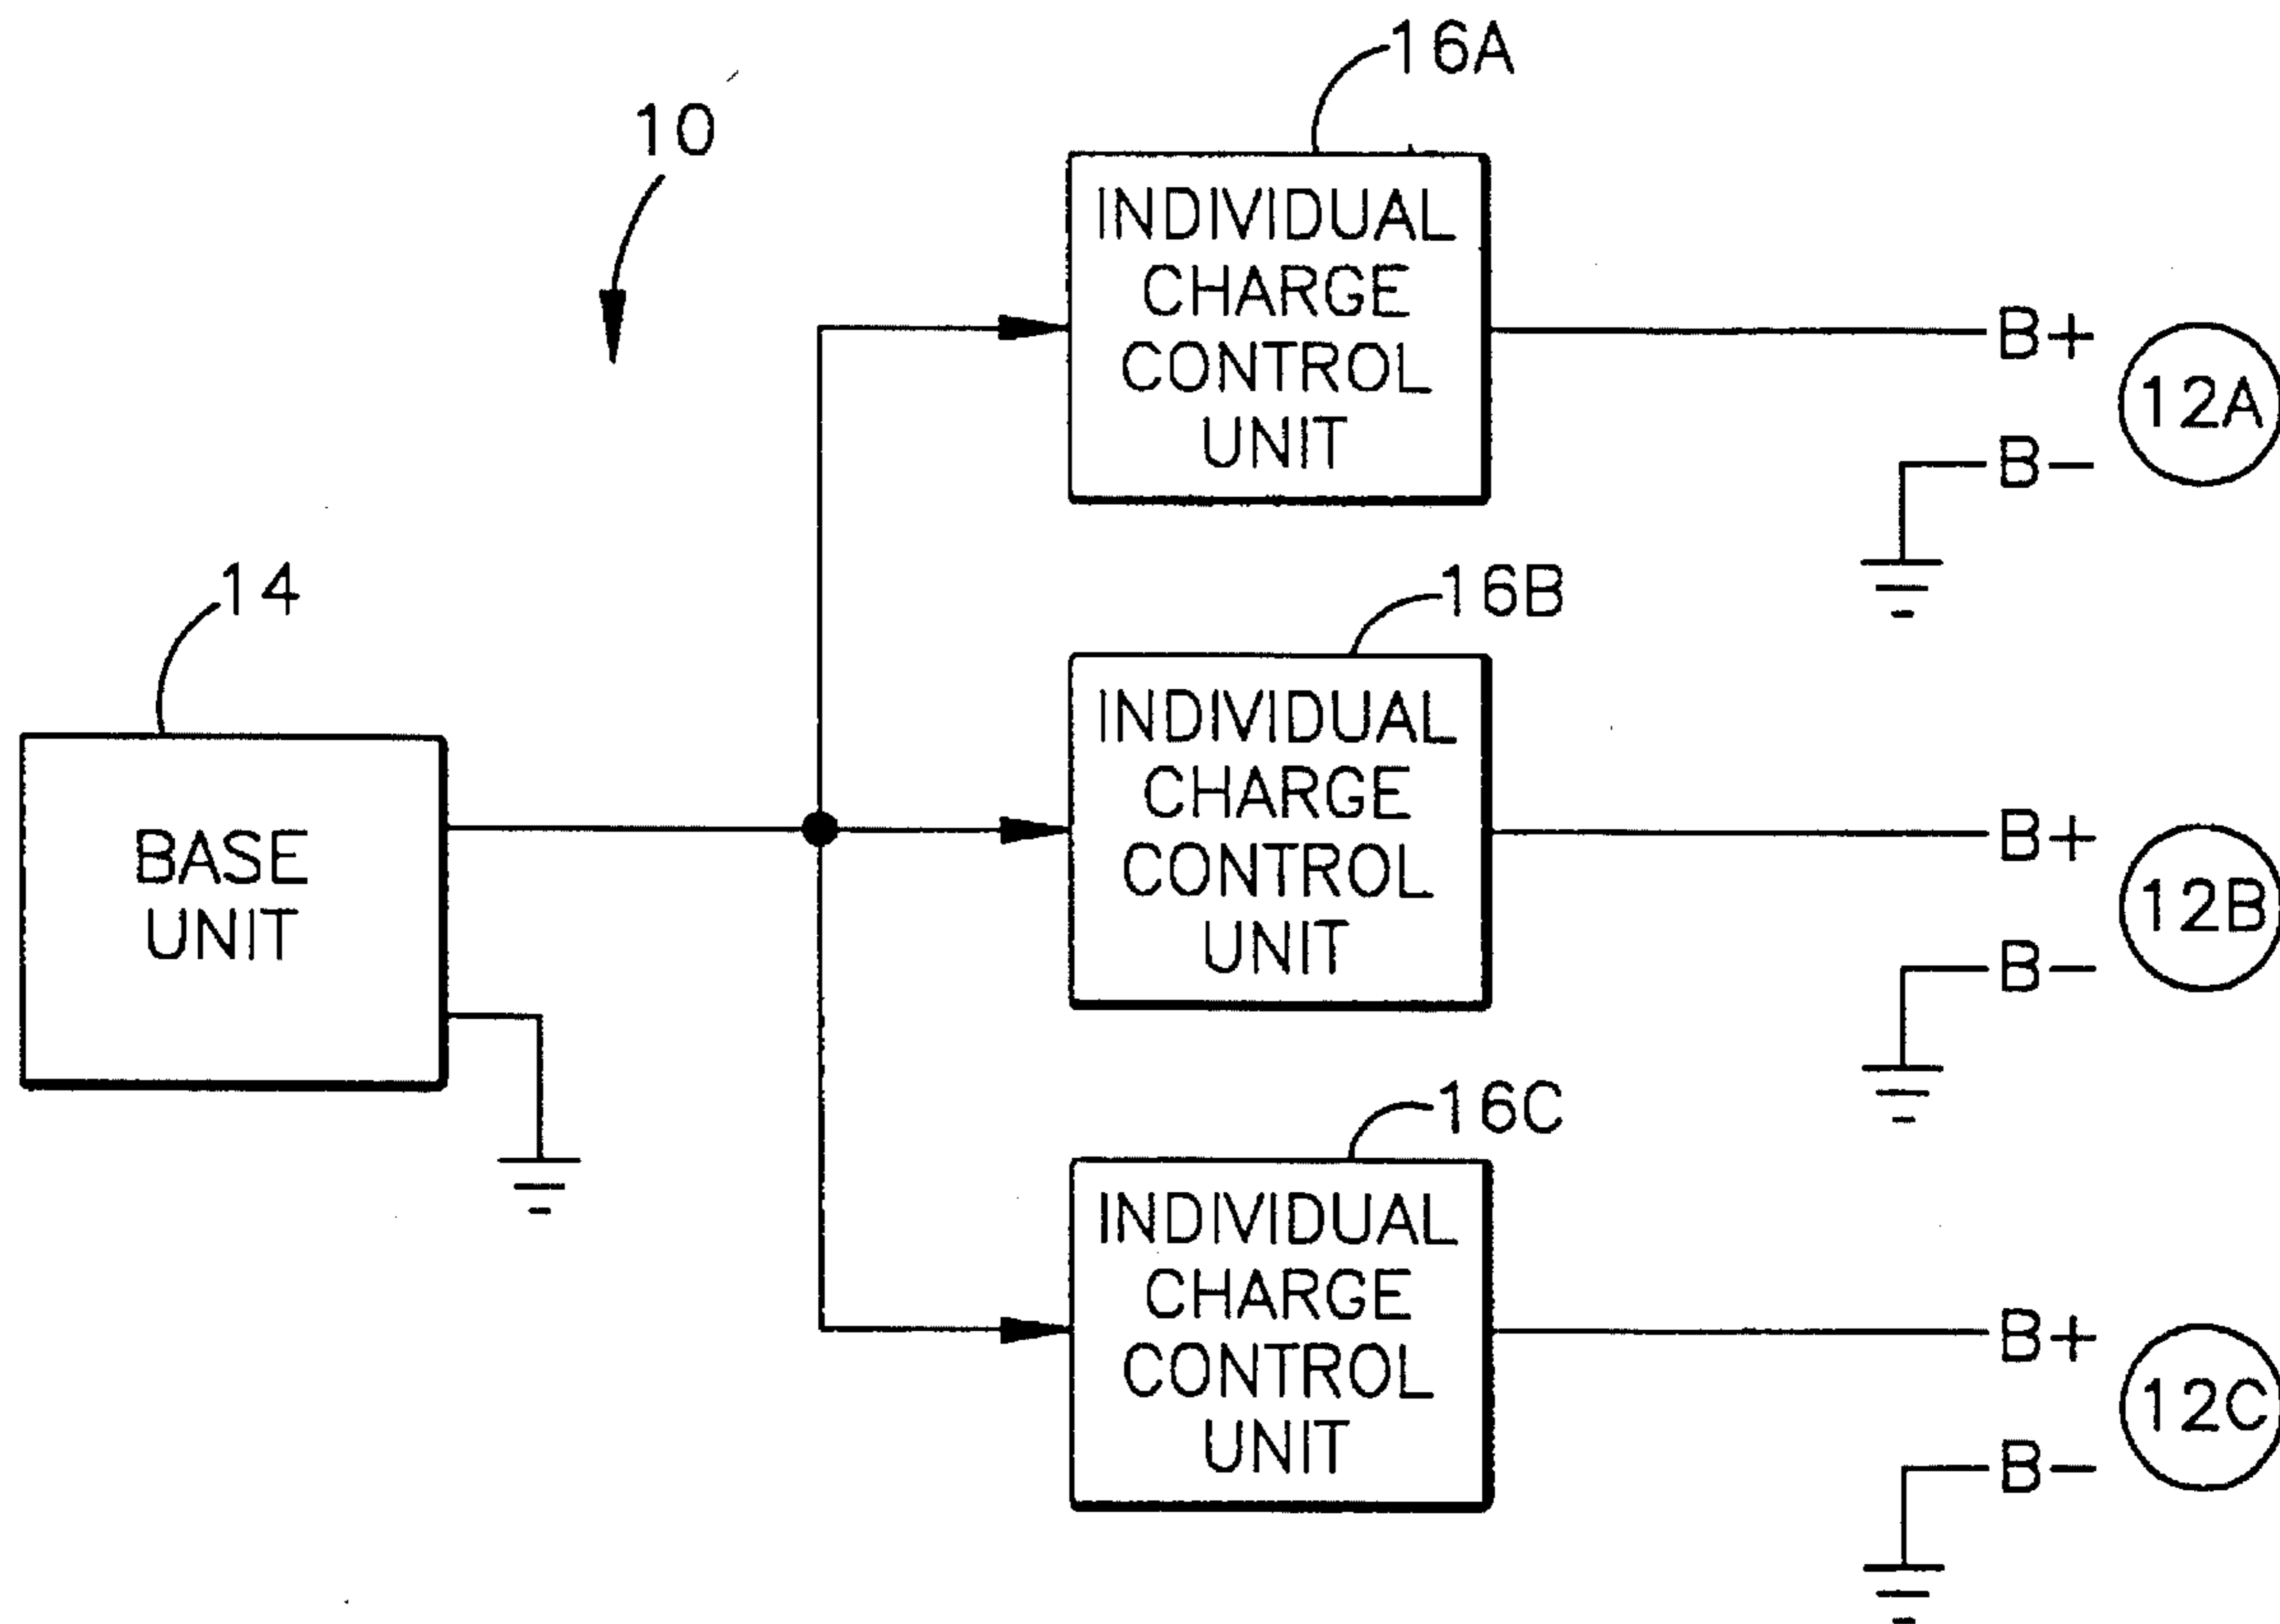 16A
10
INDIVIDUAL
CHARGE
CONTROL
UNIT
B+
12A
B-
14
16B
BASE
UNIT
INDIVIDUAL
CHARGE
CONTROL
UNIT
B+
12B
B-
16C
INDIVIDUAL
CHARGE
CONTROL
UNIT
B+
12C
B-